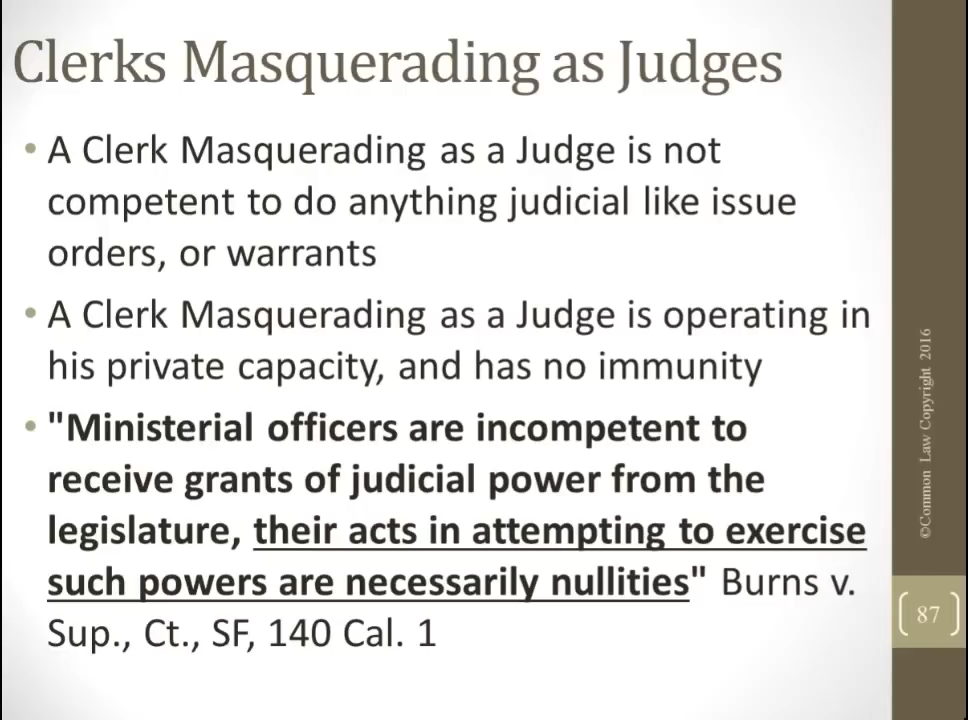 Clerks Masquerading as Judges
• A Clerk Masquerading as a Judge is not
competent to do anything judicial like issue
orders, or warrants
• A Clerk Masquerading as a Judge is operating in
his private capacity, and has no immunity
• "Ministerial officers are incompetent to
receive grants of judicial power from the
legislature, their acts in attempting to exercise
such powers are necessarily nullities" Burns v.
Sup., Ct., SF, 140 Cal. 1
©Common Law Copyright 2016
87